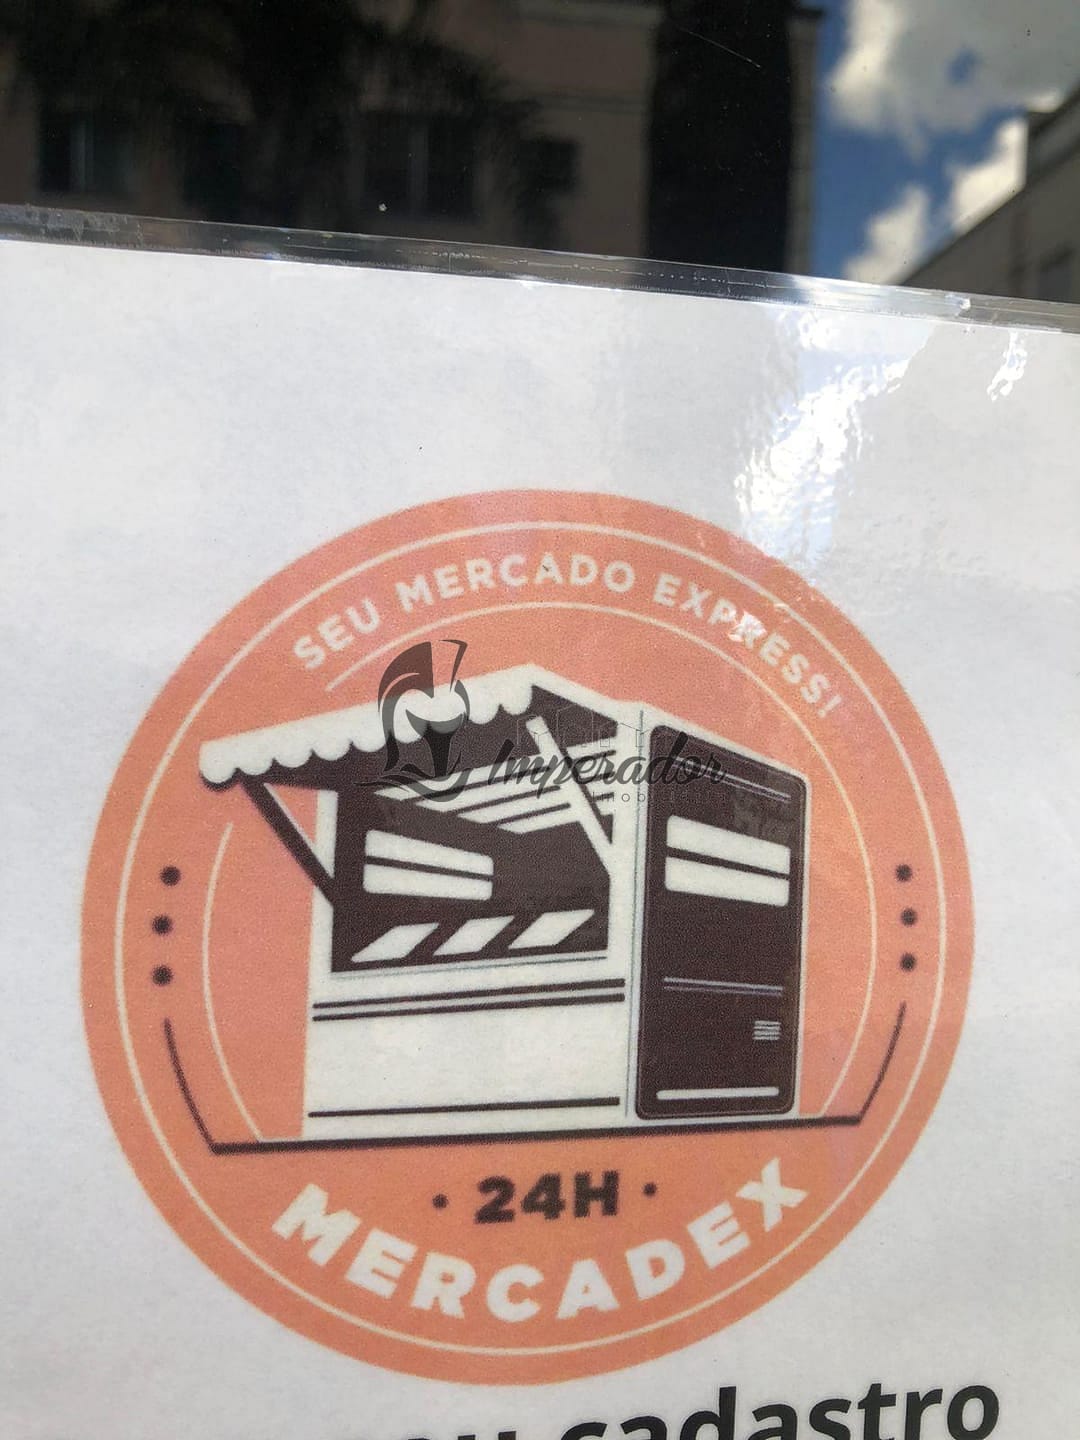 SEU MERCADO EXPRESS!
Imperador
· 24H ·
MERCADEX
cadastro